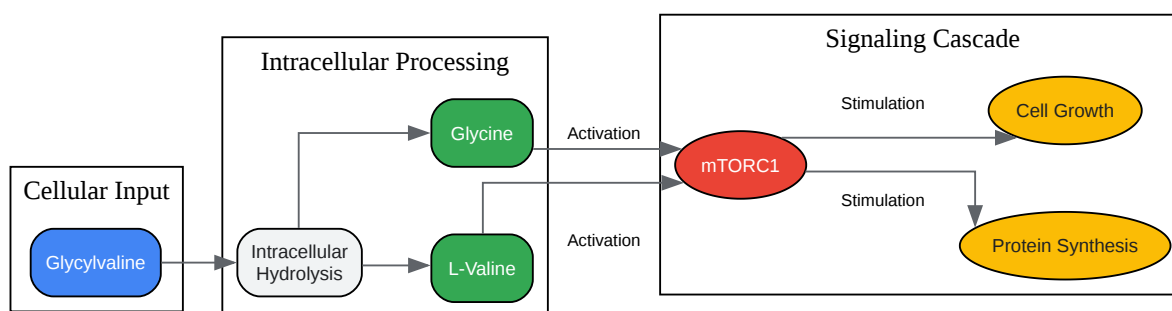 Cellular Input
Glycylvaline
Intracellular Processing
Intracellular
Hydrolysis
Glycine
L-Valine
Activation
Activation
Signaling Cascade
mTORC1
Stimulation
Stimulation
Cell Growth
Protein Synthesis